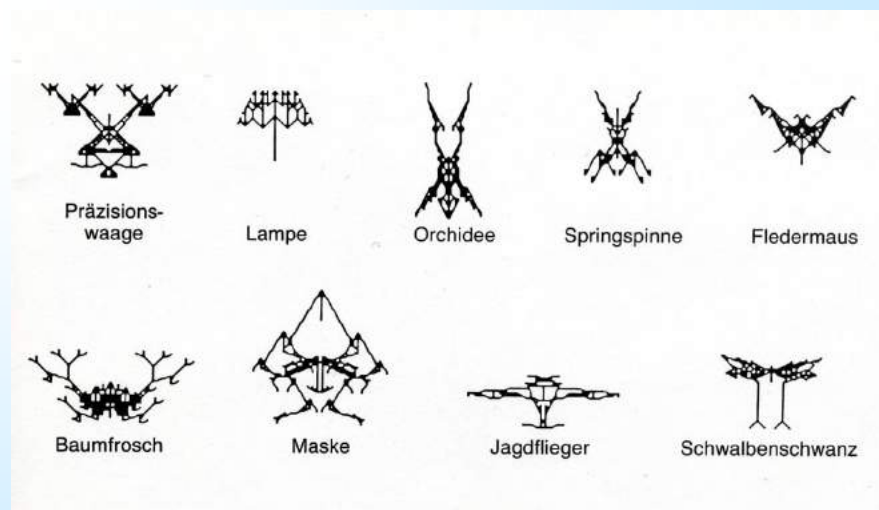 Präzisions-
waage
Lampe
Orchidee
Springspinne
Fledermaus
Baumfrosch
Maske
Jagdflieger
Schwalbenschwanz